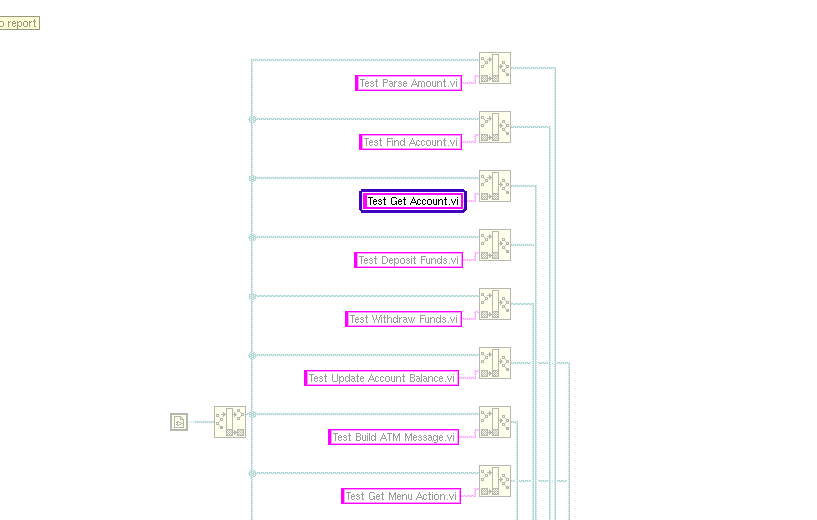 o report
Test Parse Amount.vi
Test Find Account.vi
Test Get Account.vi
Test Deposit Funds.vi
Test Withdraw Funds.vi
Test Update Account Balance.vi
Test Build ATM Message.vi
Test Get Menu Action.vi